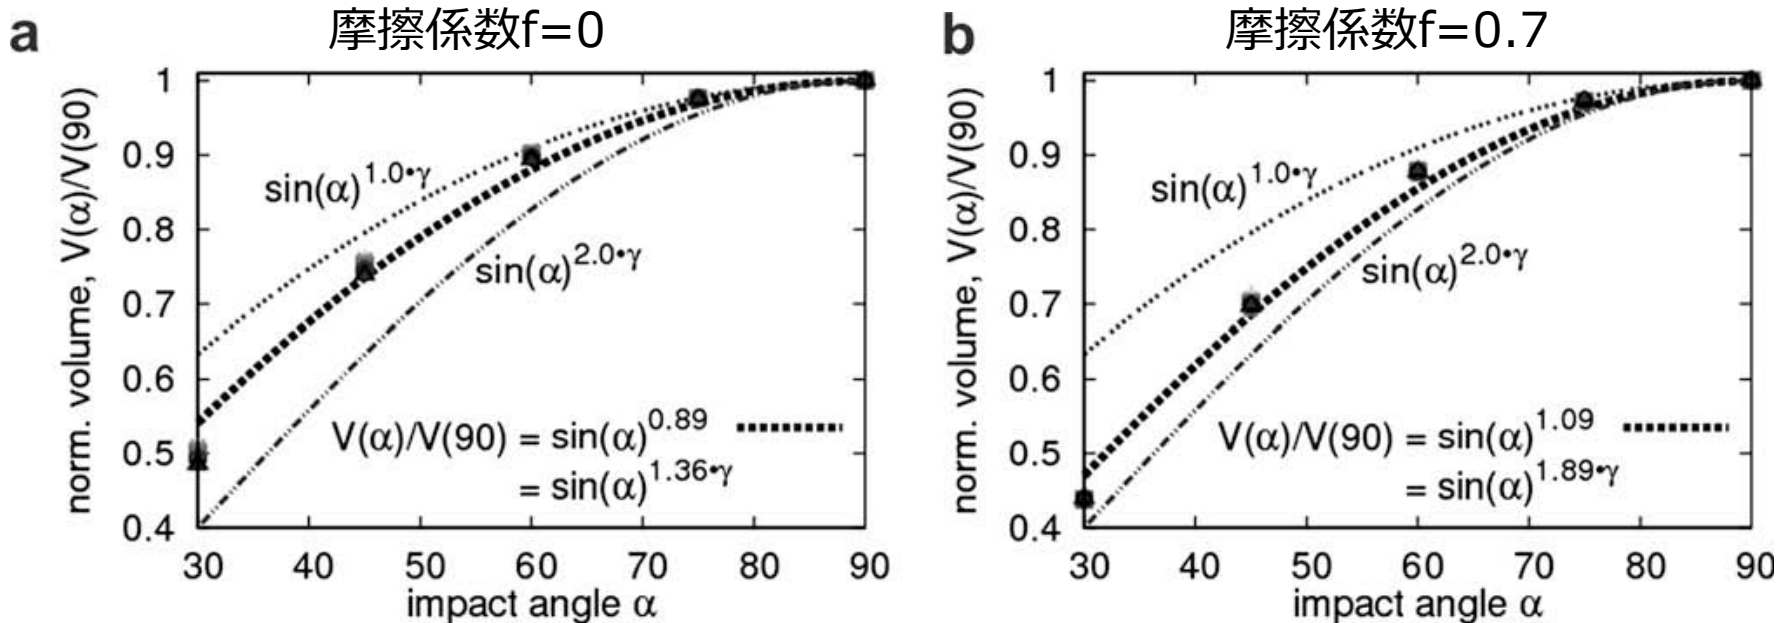 a
摩擦係数f=0
norm. volume, V(α)/V(90)
1
0.9
0.8
0.7
0.6
0.5
0.4
sin(α)^1.0•γ
sin(α)^2.0•γ
V(α)/V(90) = sin(α)^0.89
= sin(α)^1.36•γ
30 40 50 60 70 80 90
impact angle α
b
摩擦係数f=0.7
norm. volume, V(α)/V(90)
1
0.9
0.8
0.7
0.6
0.5
0.4
sin(α)^1.0•γ
sin(α)^2.0•γ
V(α)/V(90) = sin(α)^1.09
= sin(α)^1.89•γ
30 40 50 60 70 80 90
impact angle α